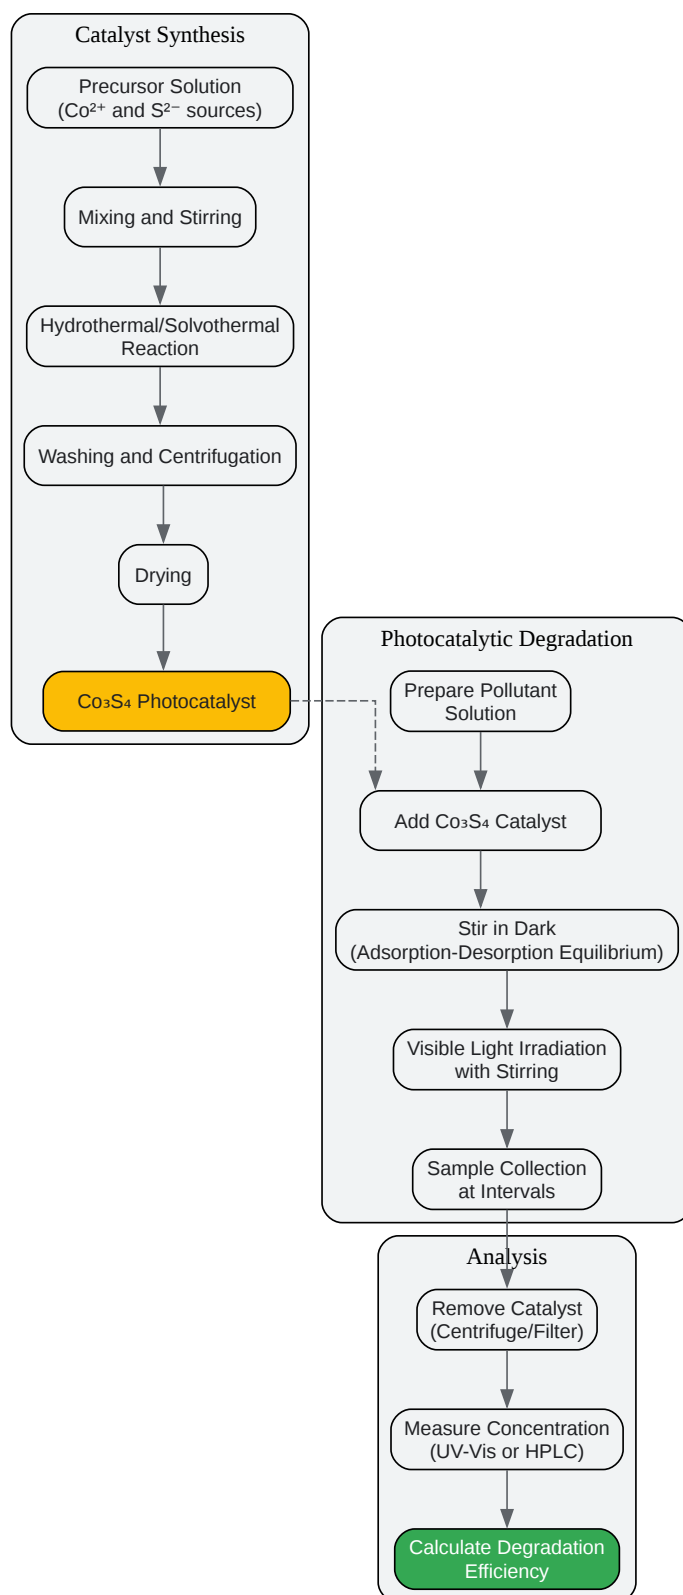 Catalyst Synthesis
Precursor Solution
(Co²⁺ and S²⁻ sources)
Mixing and Stirring
Hydrothermal/Solvothermal
Reaction
Washing and Centrifugation
Drying
Co₃S₄ Photocatalyst
Photocatalytic Degradation
Prepare Pollutant
Solution
Add Co₃S₄ Catalyst
Stir in Dark
(Adsorption-Desorption Equilibrium)
Visible Light Irradiation
with Stirring
Sample Collection
at Intervals
Analysis
Remove Catalyst
(Centrifuge/Filter)
Measure Concentration
(UV-Vis or HPLC)
Calculate Degradation
Efficiency